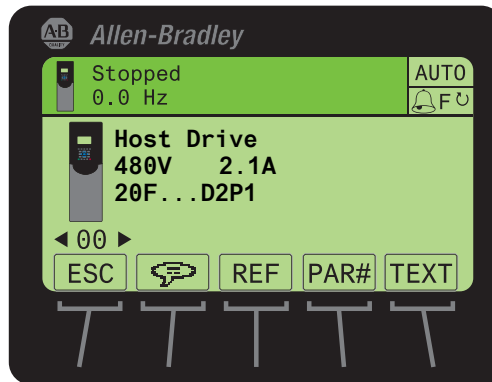 Allen-Bradley
Stopped
AUTO
0.0 Hz
F
Host Drive
480V 2.1A
20F...D2P1
00
ESC
REF
PAR#
TEXT